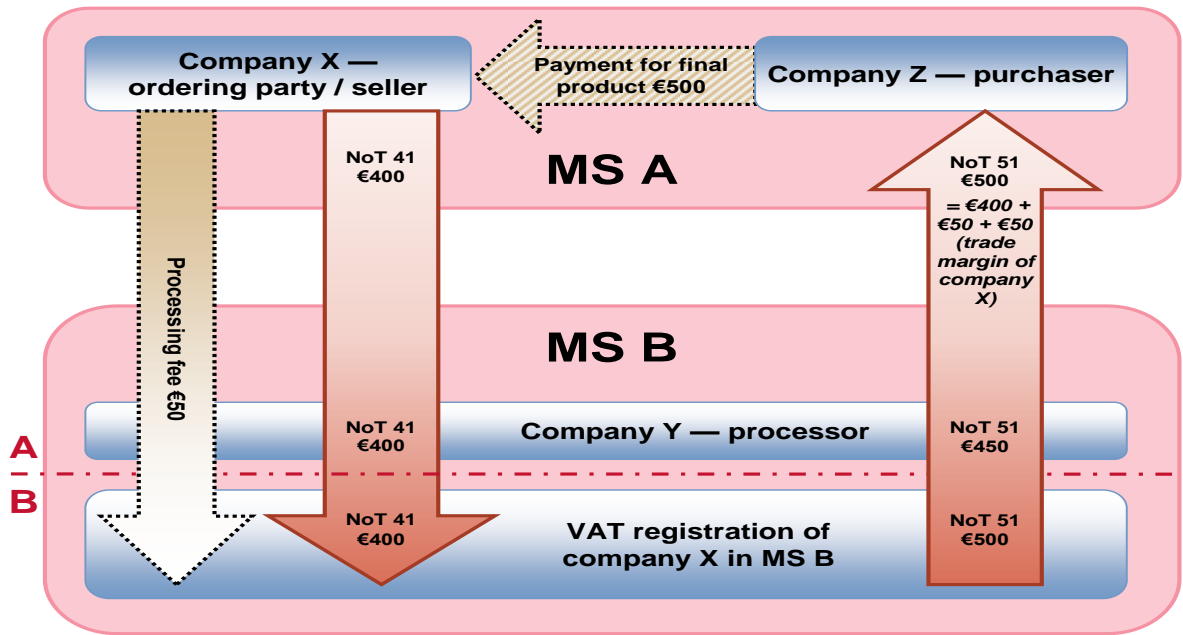 Company X —
ordering party / seller
Payment for final
product €500
Company Z — purchaser
NoT 41
€400
MS A
NoT 51
€500
= €400 +
€50 + €50
(trade
margin of
company
X)
Processing fee €50
MS B
NoT 41
€400
Company Y — processor
NoT 51
€450
A
B
NoT 41
€400
VAT registration of
company X in MS B
NoT 51
€500